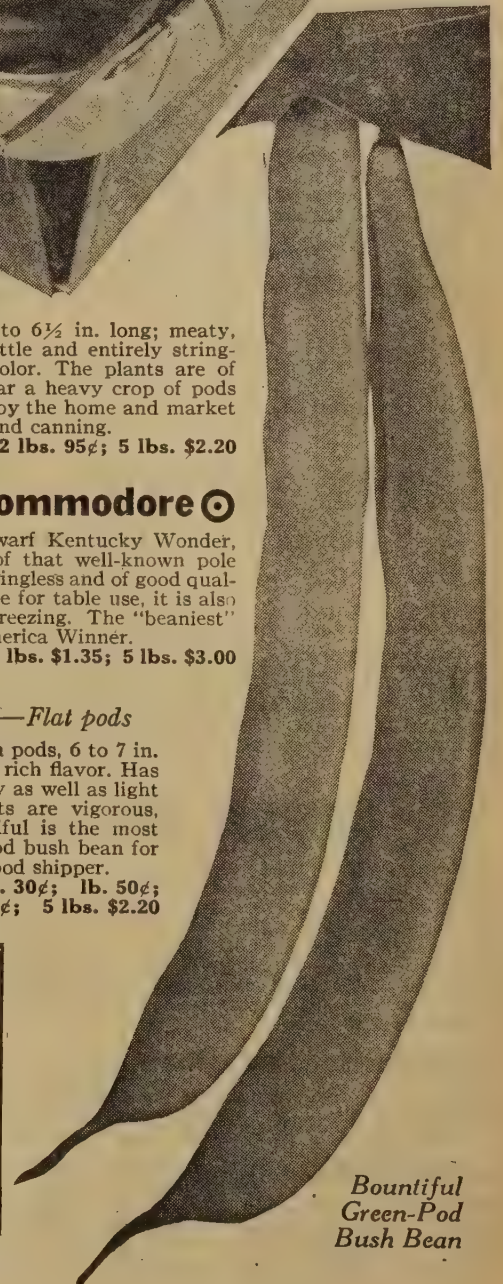 to 6½ in. long; meaty,
ttle and entirely string-
olor. The plants are of
ar a heavy crop of pods
by the home and market
nd canning.
2 lbs. 95¢; 5 lbs. $2.20
ommodore ⊙
warf Kentucky Wonder,
of that well-known pole
ringless and of good qual-
e for table use, it is also
reezing. The "beaniest"
nerica Winner.
lbs. $1.35; 5 lbs. $3.00
—Flat pods
pods, 6 to 7 in.
rich flavor. Has
y as well as light
ts are vigorous,
iful is the most
od bush bean for
ood shipper.
. 30¢; lb. 50¢;
¢; 5 lbs. $2.20
Bountiful
Green-Pod
Bush Bean